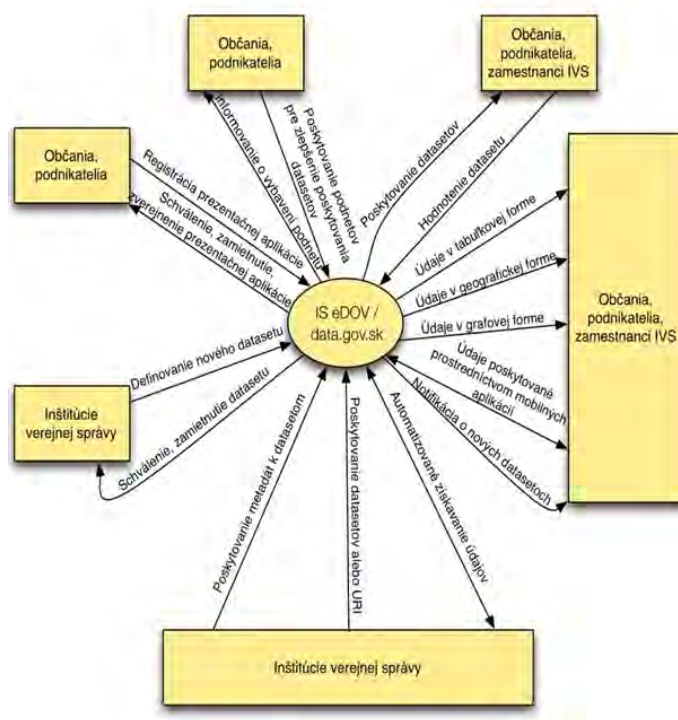 Občania,
podnikatelia
Občania,
podnikatelia,
zamestnanci IVS
Občania,
podnikatelia
Informovanie o vybavení podnetu
Poskytovanie podnetov
pre zlepšenie poskytovania
datasetov
Poskytovanie datasetov
Hodnotenie datasetu
Registrácia prezentačnej aplikácie
Schválenie, zamietnutie,
zverejnenie prezentačnej aplikácie
Údaje v tabuľkovej forme
Údaje v geografickej forme
Údaje v grafovej forme
Údaje poskytované
prostredníctvom mobilných
aplikácií
Notifikácia o nových datasetoch
IS eDOV /
data.gov.sk
Občania,
podnikatelia,
zamestnanci IVS
Definovanie nového datasetu
Inštitúcie
verejnej správy
Schválenie, zamietnutie datasetu
Poskytovanie metadát k datasetom
Poskytovanie datasetov alebo URI
Automatizované získavanie údajov
Inštitúcie verejnej správy